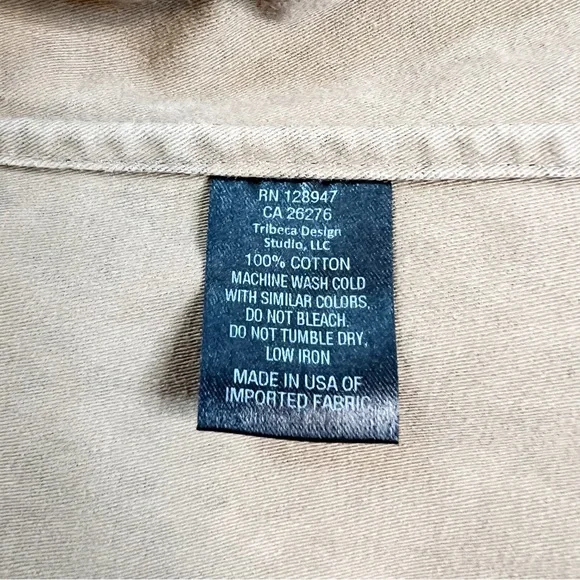 RN 128947
CA 26276
Tribeca Design
Studio, LLC
100% COTTON
MACHINE WASH COLD
WITH SIMILAR COLORS,
DO NOT BLEACH.
DO NOT TUMBLE DRY,
LOW IRON
MADE IN USA OF
IMPORTED FABRIC